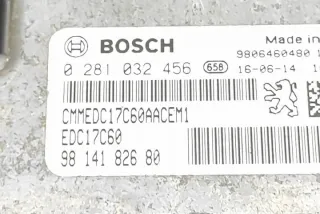 BOSCH
Made in
9806460480
0 281 032 456 658 16-06-14
CMMEDC17C60AACEM1
EDC17C60
98 141 826 80